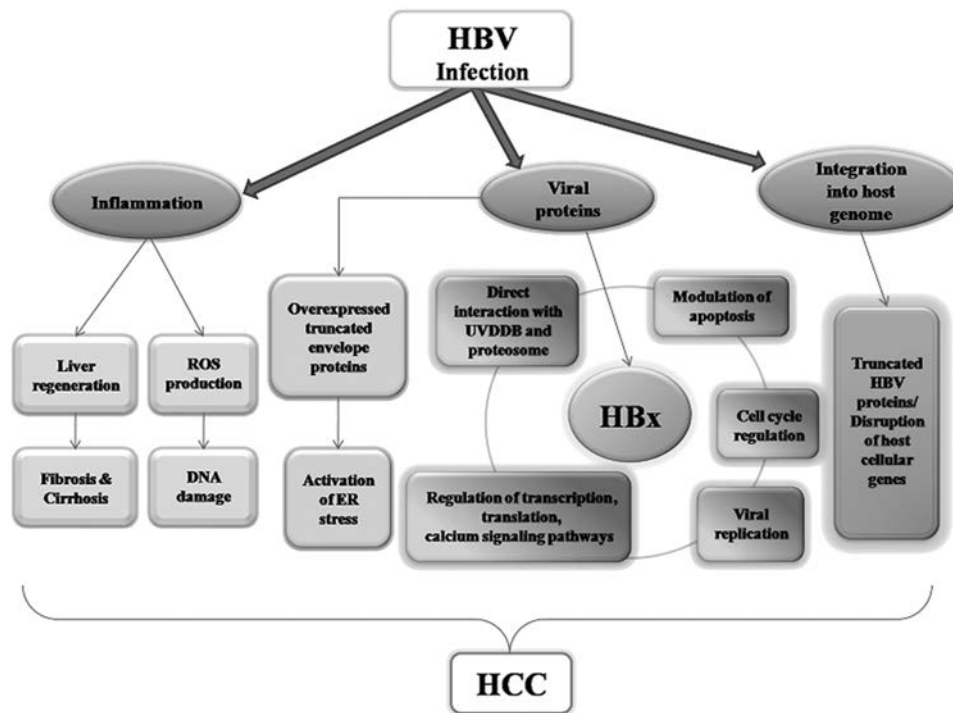 HBV
Infection
Inflammation
Viral
proteins
Integration
into host
genome
Liver
regeneration
ROS
production
Fibrosis &
Cirrhosis
DNA
damage
Overexpressed
truncated
envelope
proteins
Activation
of ER
stress
Direct
interaction with
UVDDB and
proteosome
Modulation of
apoptosis
HBx
Cell cycle
regulation
Regulation of transcription,
translation,
calcium signaling pathways
Viral
replication
Truncated
HBV
proteins/
Disruption
of host
cellular
genes
HCC